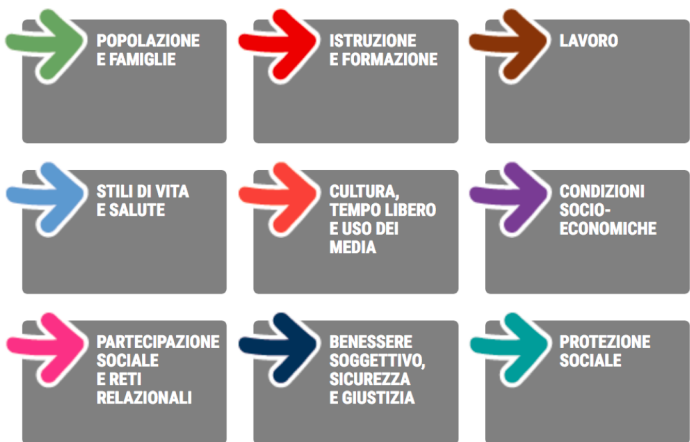 POPOLAZIONE
E FAMIGLIE
ISTRUZIONE
E FORMAZIONE
LAVORO
STILI DI VITA
E SALUTE
CULTURA,
TEMPO LIBERO
E USO DEI
MEDIA
CONDIZIONI
SOCIO-
ECONOMICHE
PARTECIPAZIONE
SOCIALE
E RETI
RELAZIONALI
BENESSERE
SOGGETTIVO,
SICUREZZA
E GIUSTIZIA
PROTEZIONE
SOCIALE